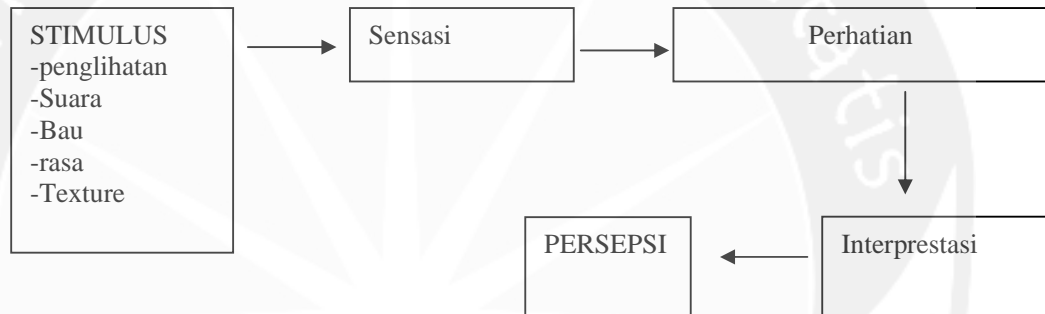 STIMULUS
-penglihatan
-Suara
-Bau
-rasa
-Texture
Sensasi
Perhatian
Interprestasi
PERSEPSI